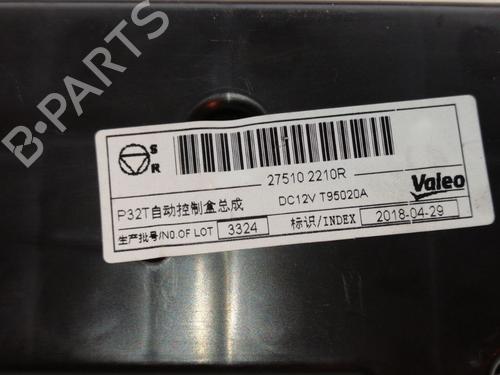 B-PARTS
S
R
27510 2210R
P32T自动控制盒总成
DC12V T95020A
Valeo
生产批号/NO.OF LOT 3324 标识/INDEX 2018-04-29